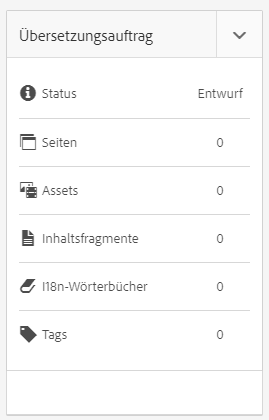 Übersetzungsauftrag
Status Entwurf
Seiten 0
Assets 0
Inhaltsfragmente 0
I18n-Wörterbücher 0
Tags 0